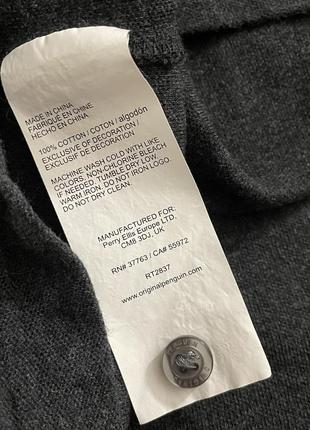 MADE IN CHINA
FABRIQUÉ EN CHINE
HECHO EN CHINA
100% COTTON / COTON / algodón
EXCLUSIVE OF DECORATION /
EXCLUSIF DE DECORATION
MACHINE WASH COLD WITH LIKE
COLORS, NON-CHLORINE BLEACH
IF NEEDED, TUMBLE DRY LOW,
WARM IRON. DO NOT IRON LOGO.
DO NOT DRY CLEAN.
MANUFACTURED FOR:
Perry Ellis Europe LTD.
CM8 3DJ, UK
RN# 37763 / CA# 55972
RT2837
www.originalpenguin.com